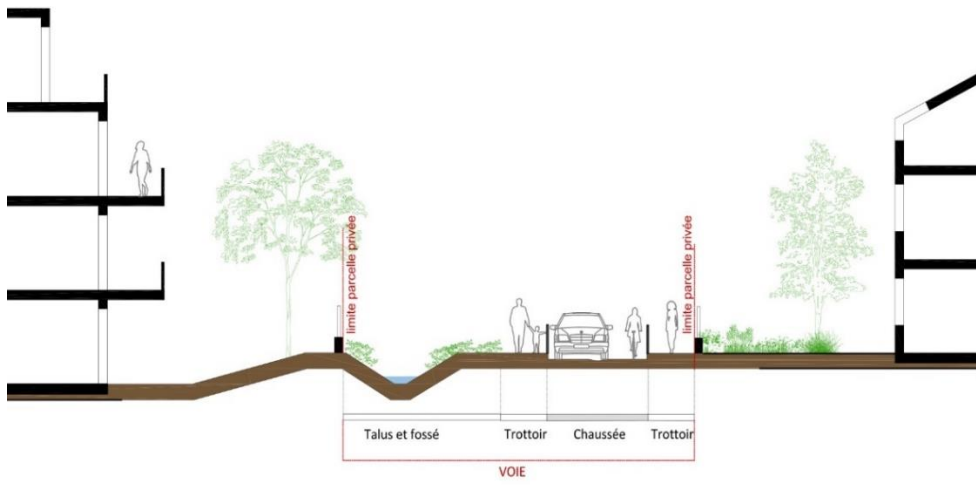 limite parcelle privée
limite parcelle privée
Talus et fossé
Trottoir
Chaussée
Trottoir
VOIE